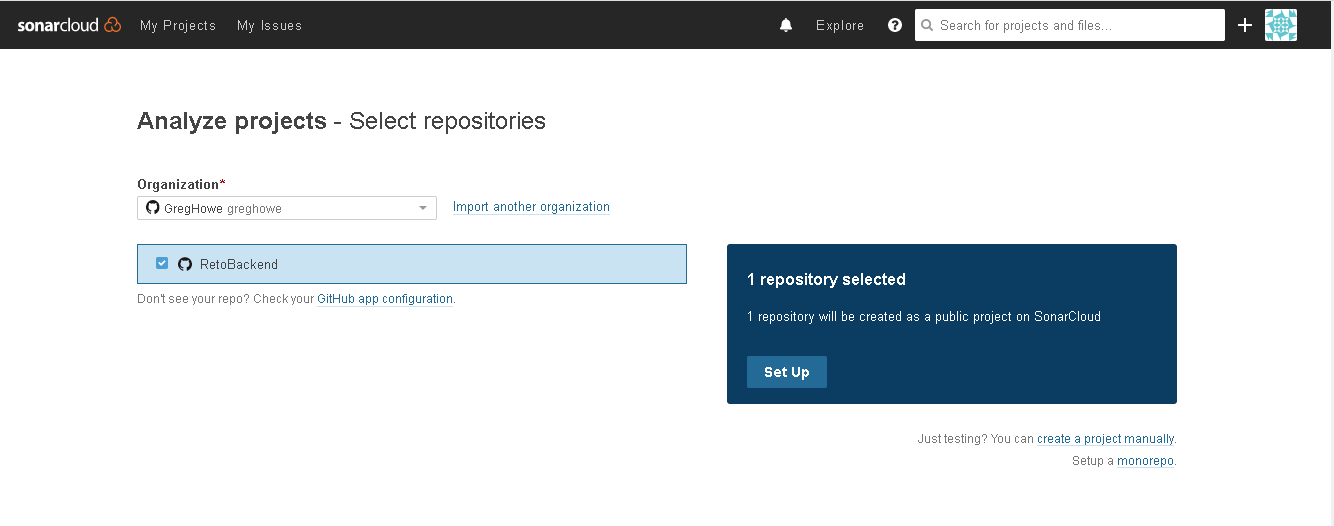 sonarcloud My Projects My Issues Explore Search for projects and files...
Analyze projects - Select repositories
Organization*
GregHowe greghowe Import another organization
RetoBackend
Don't see your repo? Check your GitHub app configuration.
1 repository selected
1 repository will be created as a public project on SonarCloud
Set Up
Just testing? You can create a project manually.
Setup a monorepo.